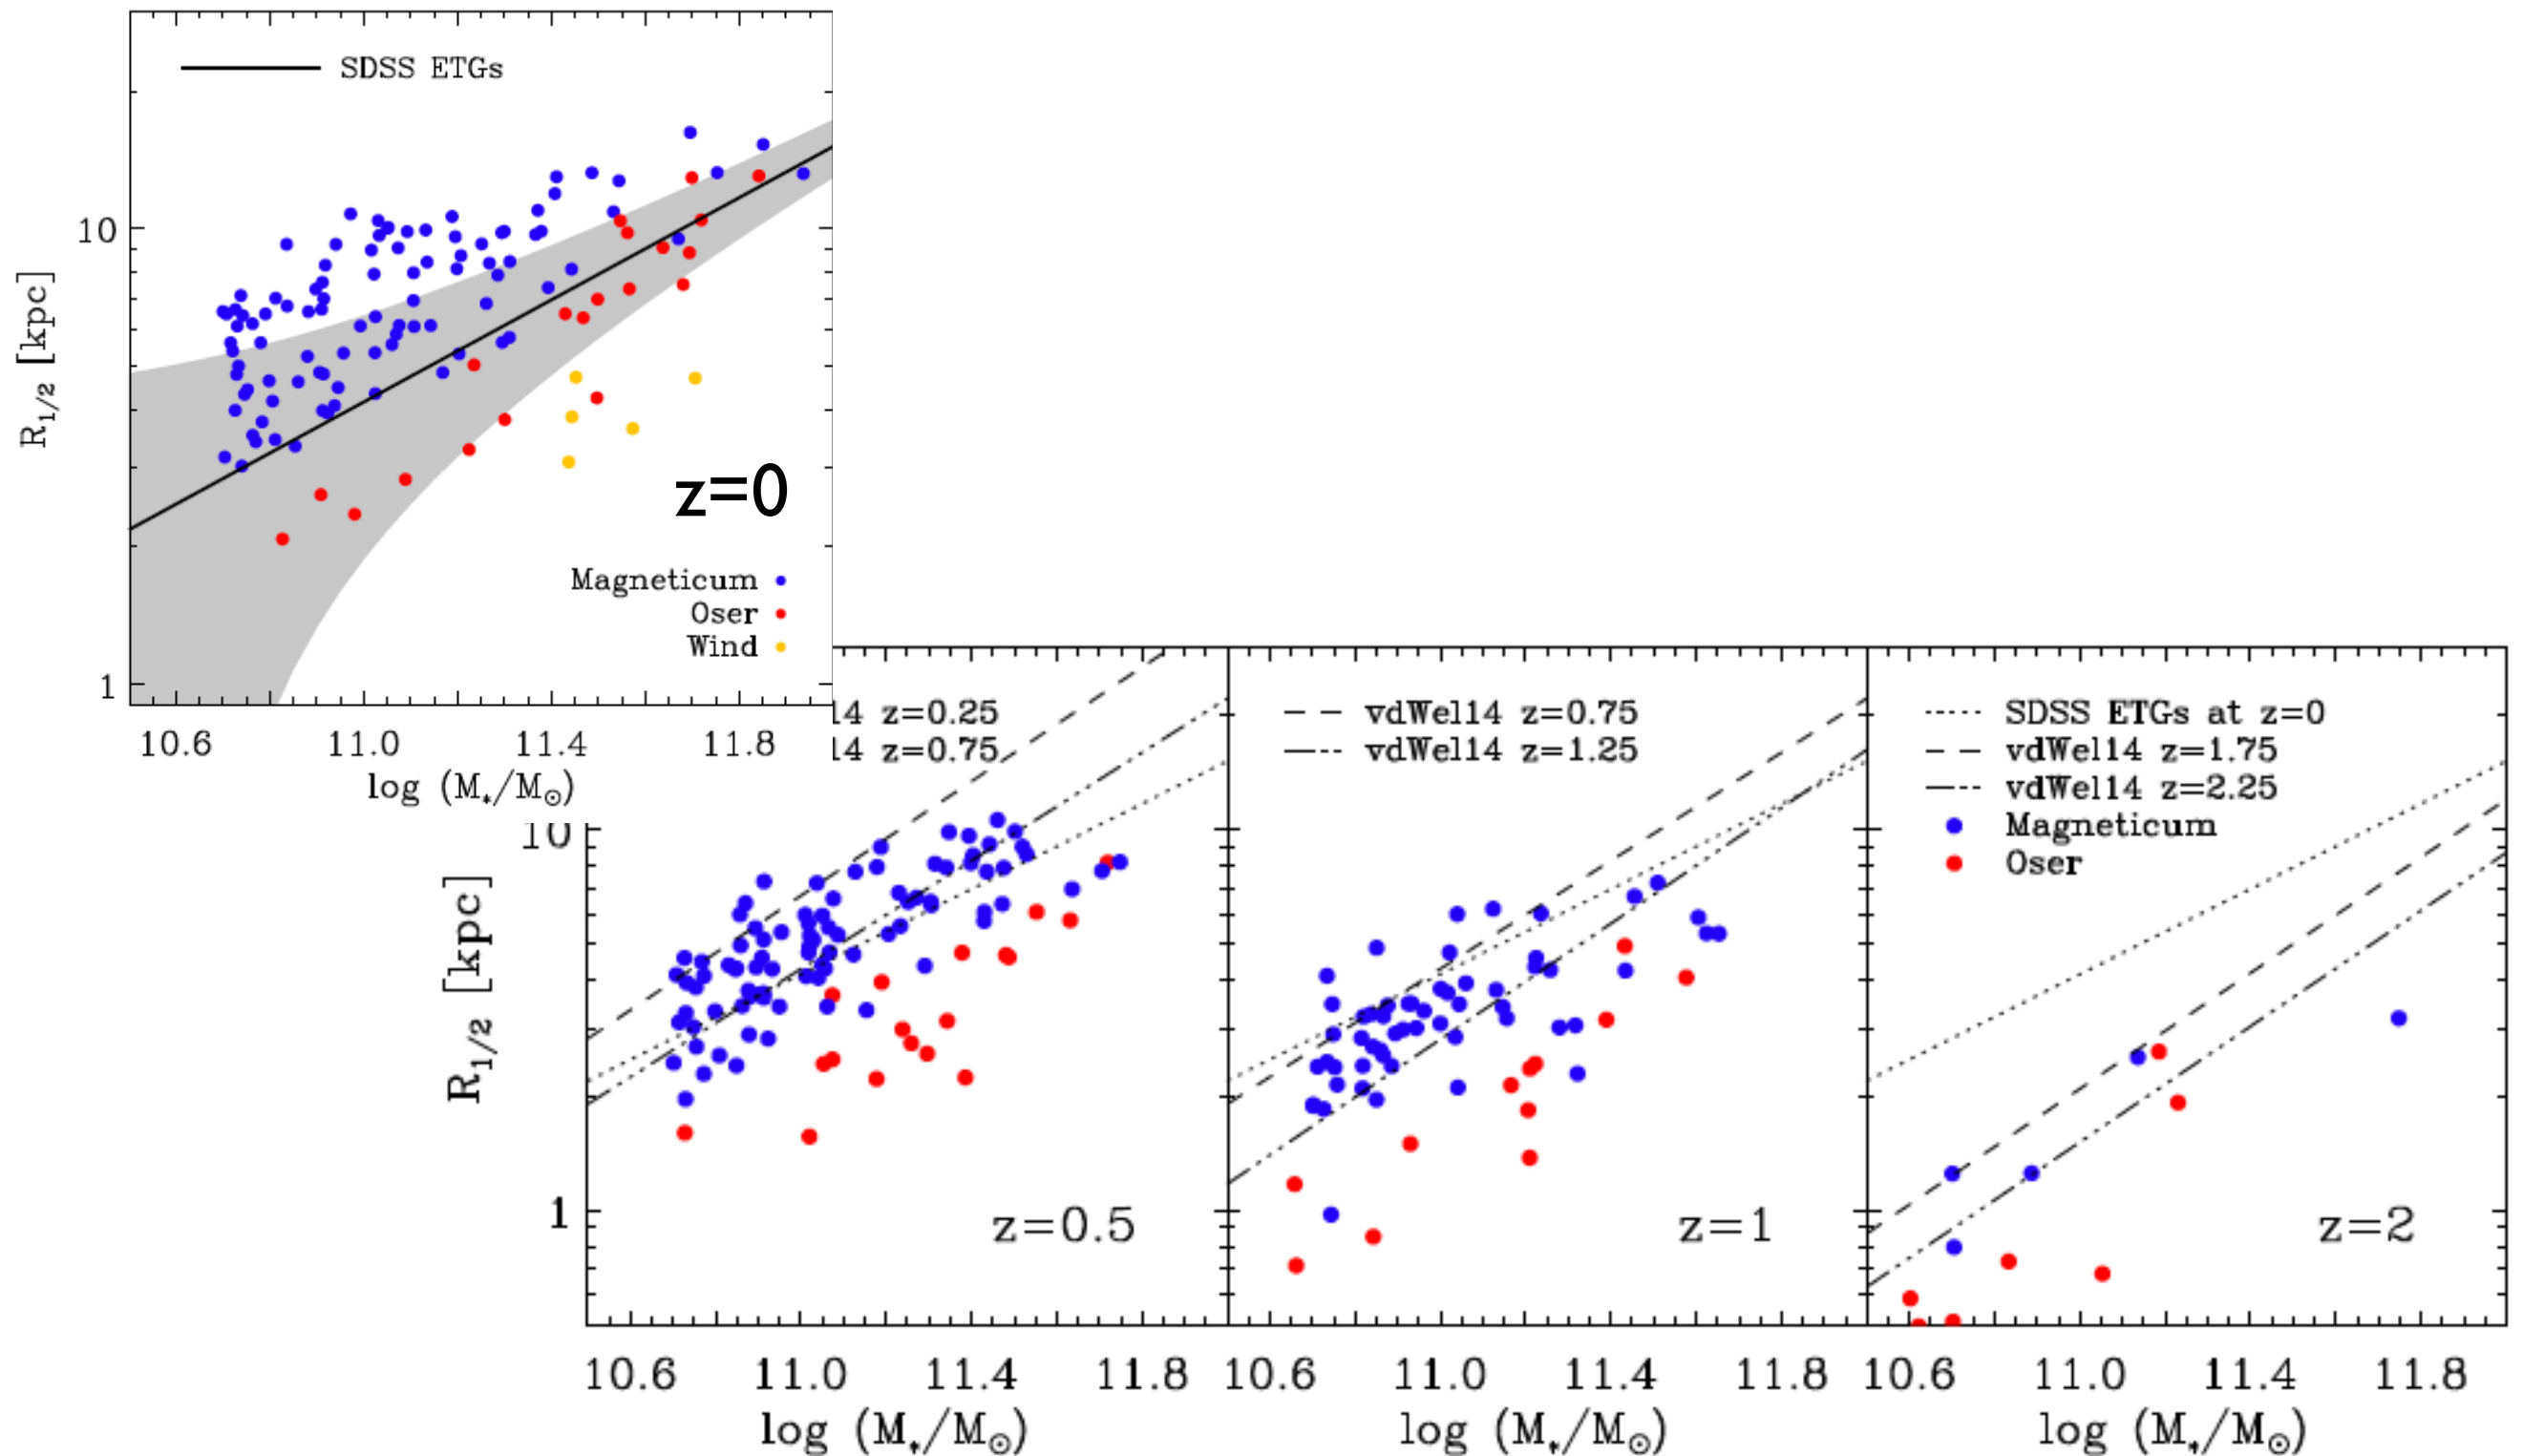 SDSS ETGs
10
R1/2 [kpc]
z=0
Magneticum
Oser
Wind
1
10.6 11.0 11.4 11.8
log (M*/M⊙)
14 z=0.25
14 z=0.75
vdWel14 z=0.75
vdWel14 z=1.25
SDSS ETGs at z=0
vdWel14 z=1.75
vdWel14 z=2.25
Magneticum
Oser
10
R1/2 [kpc]
1
z=0.5
z=1
z=2
10.6 11.0 11.4 11.8 10.6 11.0 11.4 11.8 10.6 11.0 11.4 11.8
log (M*/M⊙) log (M*/M⊙) log (M*/M⊙)